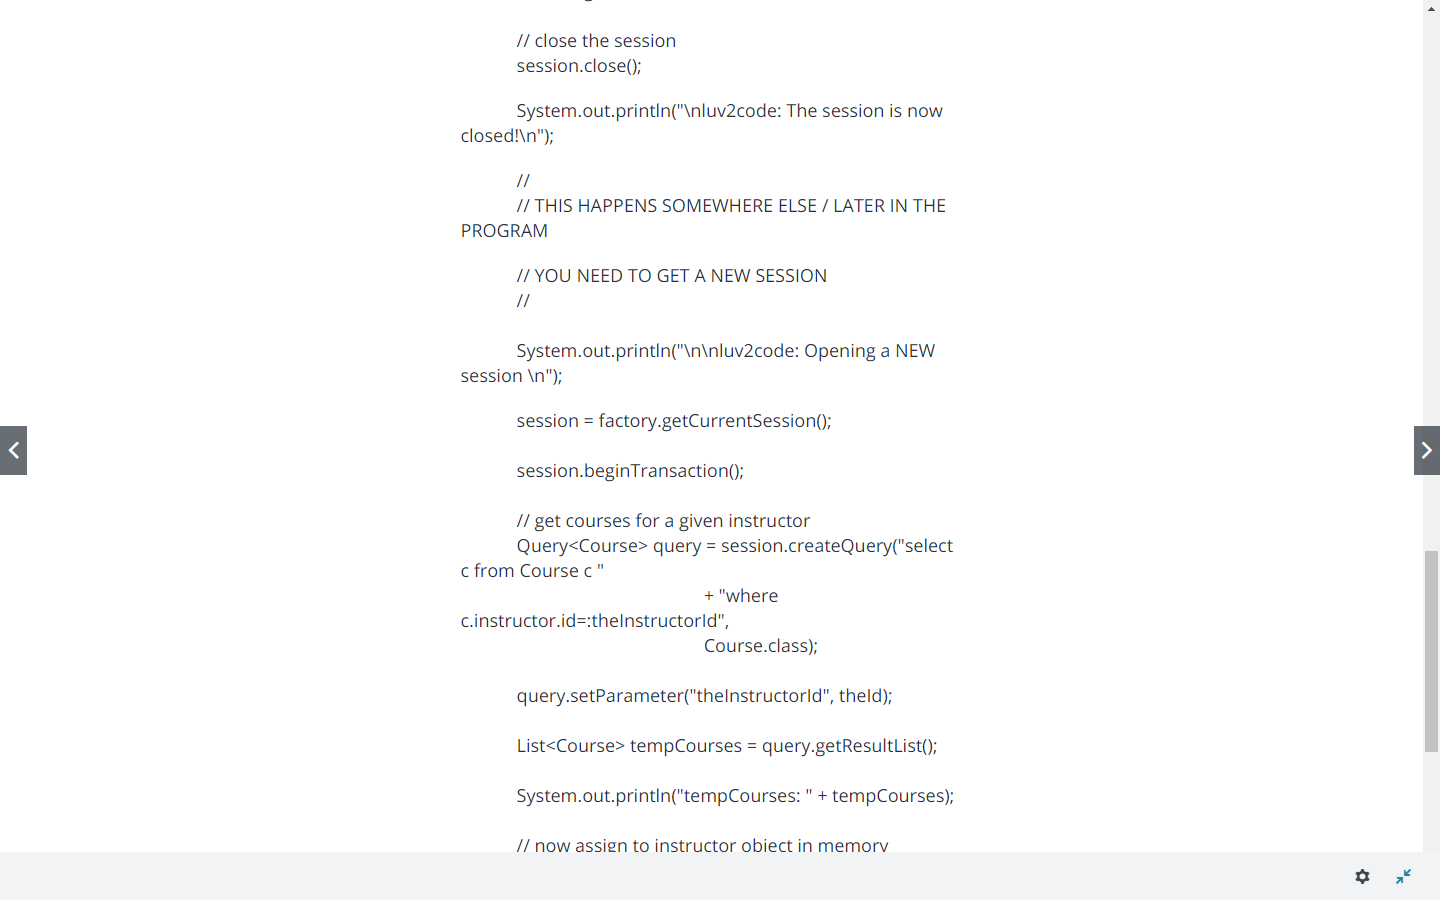 // close the session
session.close();
System.out.println("\nluv2code: The session is now
closed!\n");
//
// THIS HAPPENS SOMEWHERE ELSE / LATER IN THE
PROGRAM
// YOU NEED TO GET A NEW SESSION
//
System.out.println("\n\nluv2code: Opening a NEW
session \n");
session = factory.getCurrentSession();
session.beginTransaction();
// get courses for a given instructor
Query<Course> query = session.createQuery("select
c from Course c "
+ "where
c.instructor.id=:theInstructorId",
Course.class);
query.setParameter("theInstructorId", theId);
List<Course> tempCourses = query.getResultList();
System.out.println("tempCourses: " + tempCourses);
// now assign to instructor object in memory